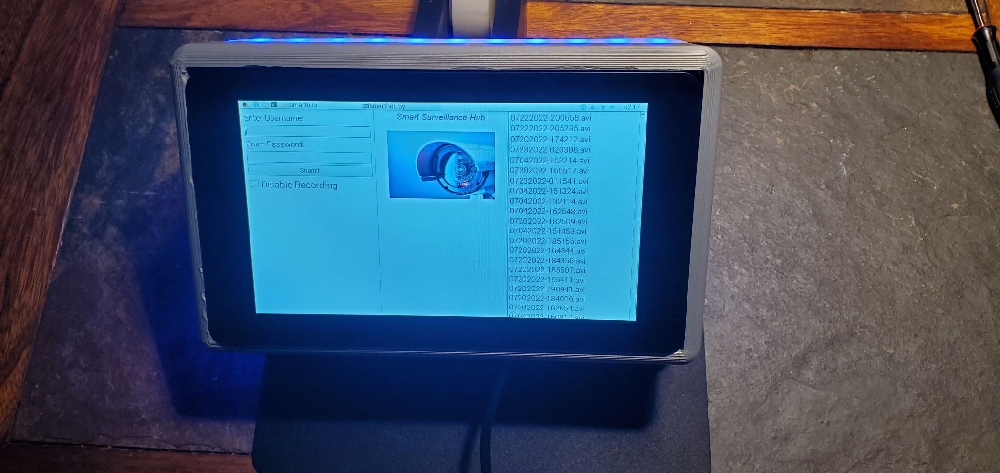 smarthub
smarthub.py
02:17
Enter Username:
Enter Password:
Submit
Disable Recording
Smart Surveillance Hub
07222022-200658.avi
07222022-205235.avi
07202022-174212.avi
07232022-020308.avi
07042022-163214.avi
07202022-165517.avi
07232022-011541.avi
07042022-161324.avi
07042022-132114.avi
07042022-162548.avi
07202022-182509.avi
07042022-161453.avi
07202022-185155.avi
07202022-164844.avi
07202022-184356.avi
07202022-185507.avi
07202022-165411.avi
07202022-190941.avi
07202022-184006.avi
07202022-182654.avi
07042022-160816.avi